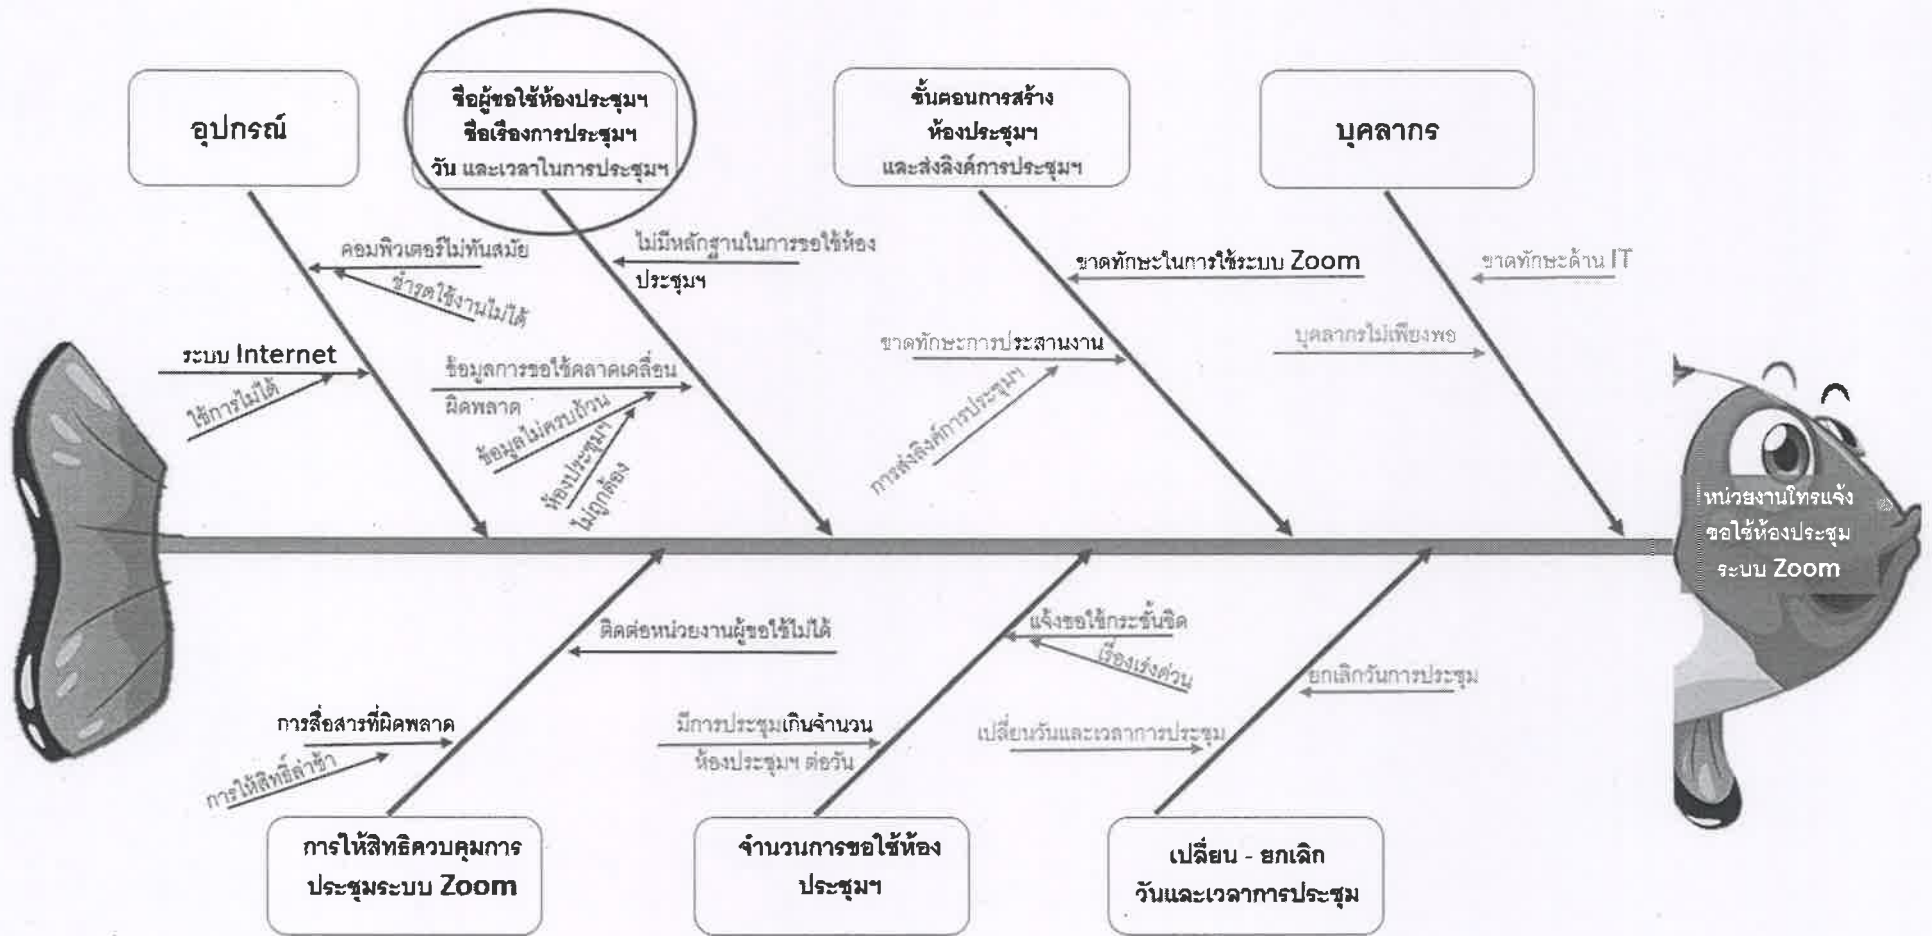 อุปกรณ์
ชื่อผู้ขอใช้ห้องประชุมฯ
ชื่อเรื่องการประชุมฯ
วัน และเวลาในการประชุมฯ
ขั้นตอนการสร้าง
ห้องประชุมฯ
และส่งลิงค์การประชุมฯ
บุคลากร
คอมพิวเตอร์ไม่ทันสมัย
ชำรุดใช้งานไม่ได้
ระบบ Internet
ใช้การไม่ได้
ไม่มีหลักฐานในการขอใช้ห้อง
ประชุมฯ
ข้อมูลการขอใช้คลาดเคลื่อน
ผิดพลาด
ข้อมูลไม่ครบถ้วน
ห้องประชุมฯ
ไม่ถูกต้อง
ขาดทักษะในการใช้ระบบ Zoom
ขาดทักษะการประสานงาน
การส่งลิงค์การประชุมฯ
ขาดทักษะด้าน IT
บุคลากรไม่เพียงพอ
หน่วยงานโทรแจ้ง
ขอใช้ห้องประชุม
ระบบ Zoom
ติดต่อหน่วยงานผู้ขอใช้ไม่ได้
การสื่อสารที่ผิดพลาด
การให้สิทธิ์ล่าช้า
แจ้งขอใช้กระชั้นชิด
เรื่องเร่งด่วน
มีการประชุมเกินจำนวน
ห้องประชุมฯ ต่อวัน
ยกเลิกวันการประชุม
เปลี่ยนวันและเวลาการประชุม
การให้สิทธิควบคุมการ
ประชุมระบบ Zoom
จำนวนการขอใช้ห้อง
ประชุมฯ
เปลี่ยน - ยกเลิก
วันและเวลาการประชุม